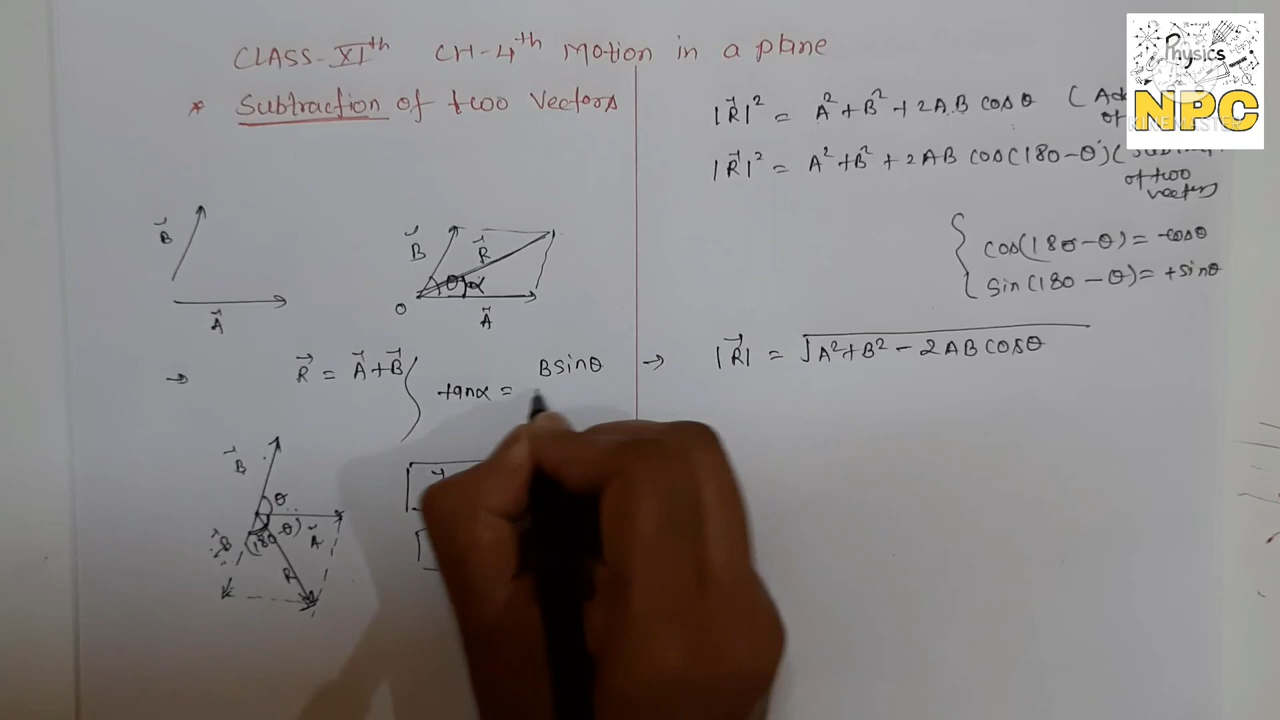 CLASS-XIth CH-4th Motion in a plane
* Subtraction of two Vectors
B⃗
A⃗
B⃗ R⃗
θ α
O
A⃗
→ R⃗ = A⃗+B⃗
tanα = Bsinθ
B⃗
θ
(180-θ) A⃗
R
|R⃗|² = A²+B²+2AB cosθ (
of
|R⃗|² = A²+B²+2AB cos(180-θ)(
of two
vectors
cos(180-θ)=-cosθ
sin(180-θ)=+sinθ
→ |R⃗| = √A²+B²-2ABcosθ
Physics
NPC